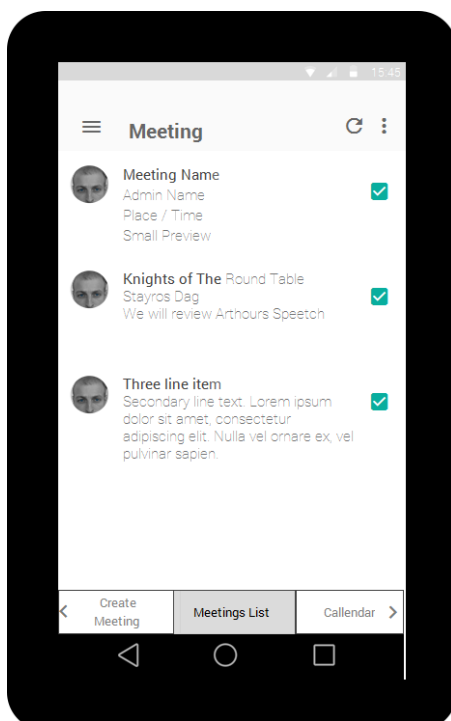 15:45
Meeting
Meeting Name
Admin Name
Place / Time
Small Preview
Knights of The Round Table
Stayros Dag
We will review Arthours Speetch
Three line item
Secondary line text. Lorem ipsum
dolor sit amet, consectetur
adipiscing elit. Nulla vel ornare ex, vel
pulvinar sapien.
Create
Meeting
Meetings List
Callendar